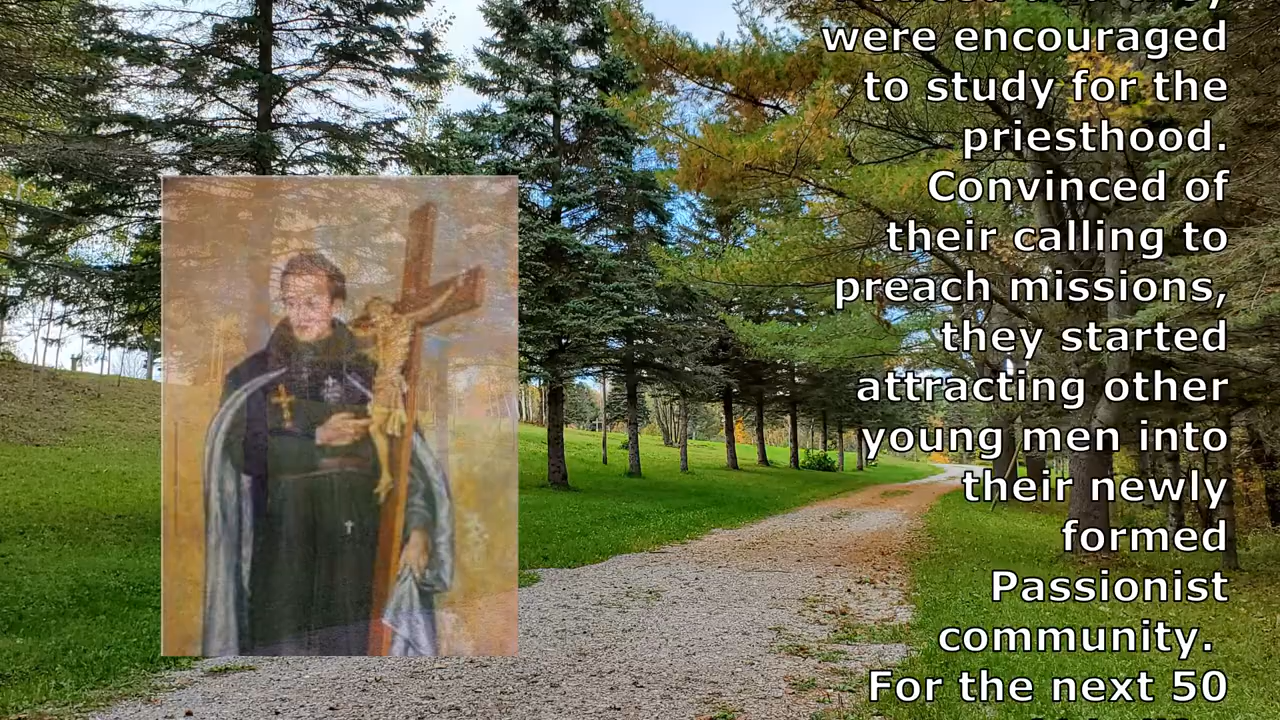 were encouraged
to study for the
priesthood.
Convinced of
their calling to
preach missions,
they started
attracting other
young men into
their newly
formed
Passionist
community.
For the next 50